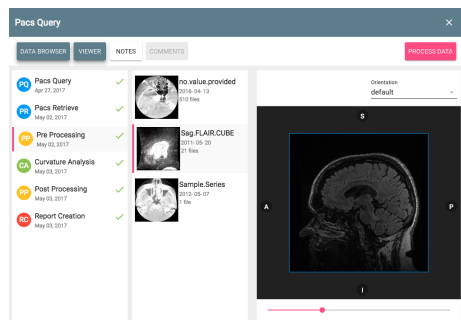 Pacs Query
×
DATA BROWSER
VIEWER
NOTES
COMMENTS
PROCESS DATA
PQ
Pacs Query
Apr 27, 2017
PR
Pacs Retrieve
May 02, 2017
PP
Pre Processing
May 02, 2017
CA
Curvature Analysis
May 03, 2017
PP
Post Processing
May 03, 2017
RC
Report Creation
May 03, 2017
no.value.provided
2016-04-13
510 files
Sag.FLAIR.CUBE
2011-05-20
21 files
Sample.Series
2012-05-07
1 file
Orientation
default
S
A
P
I